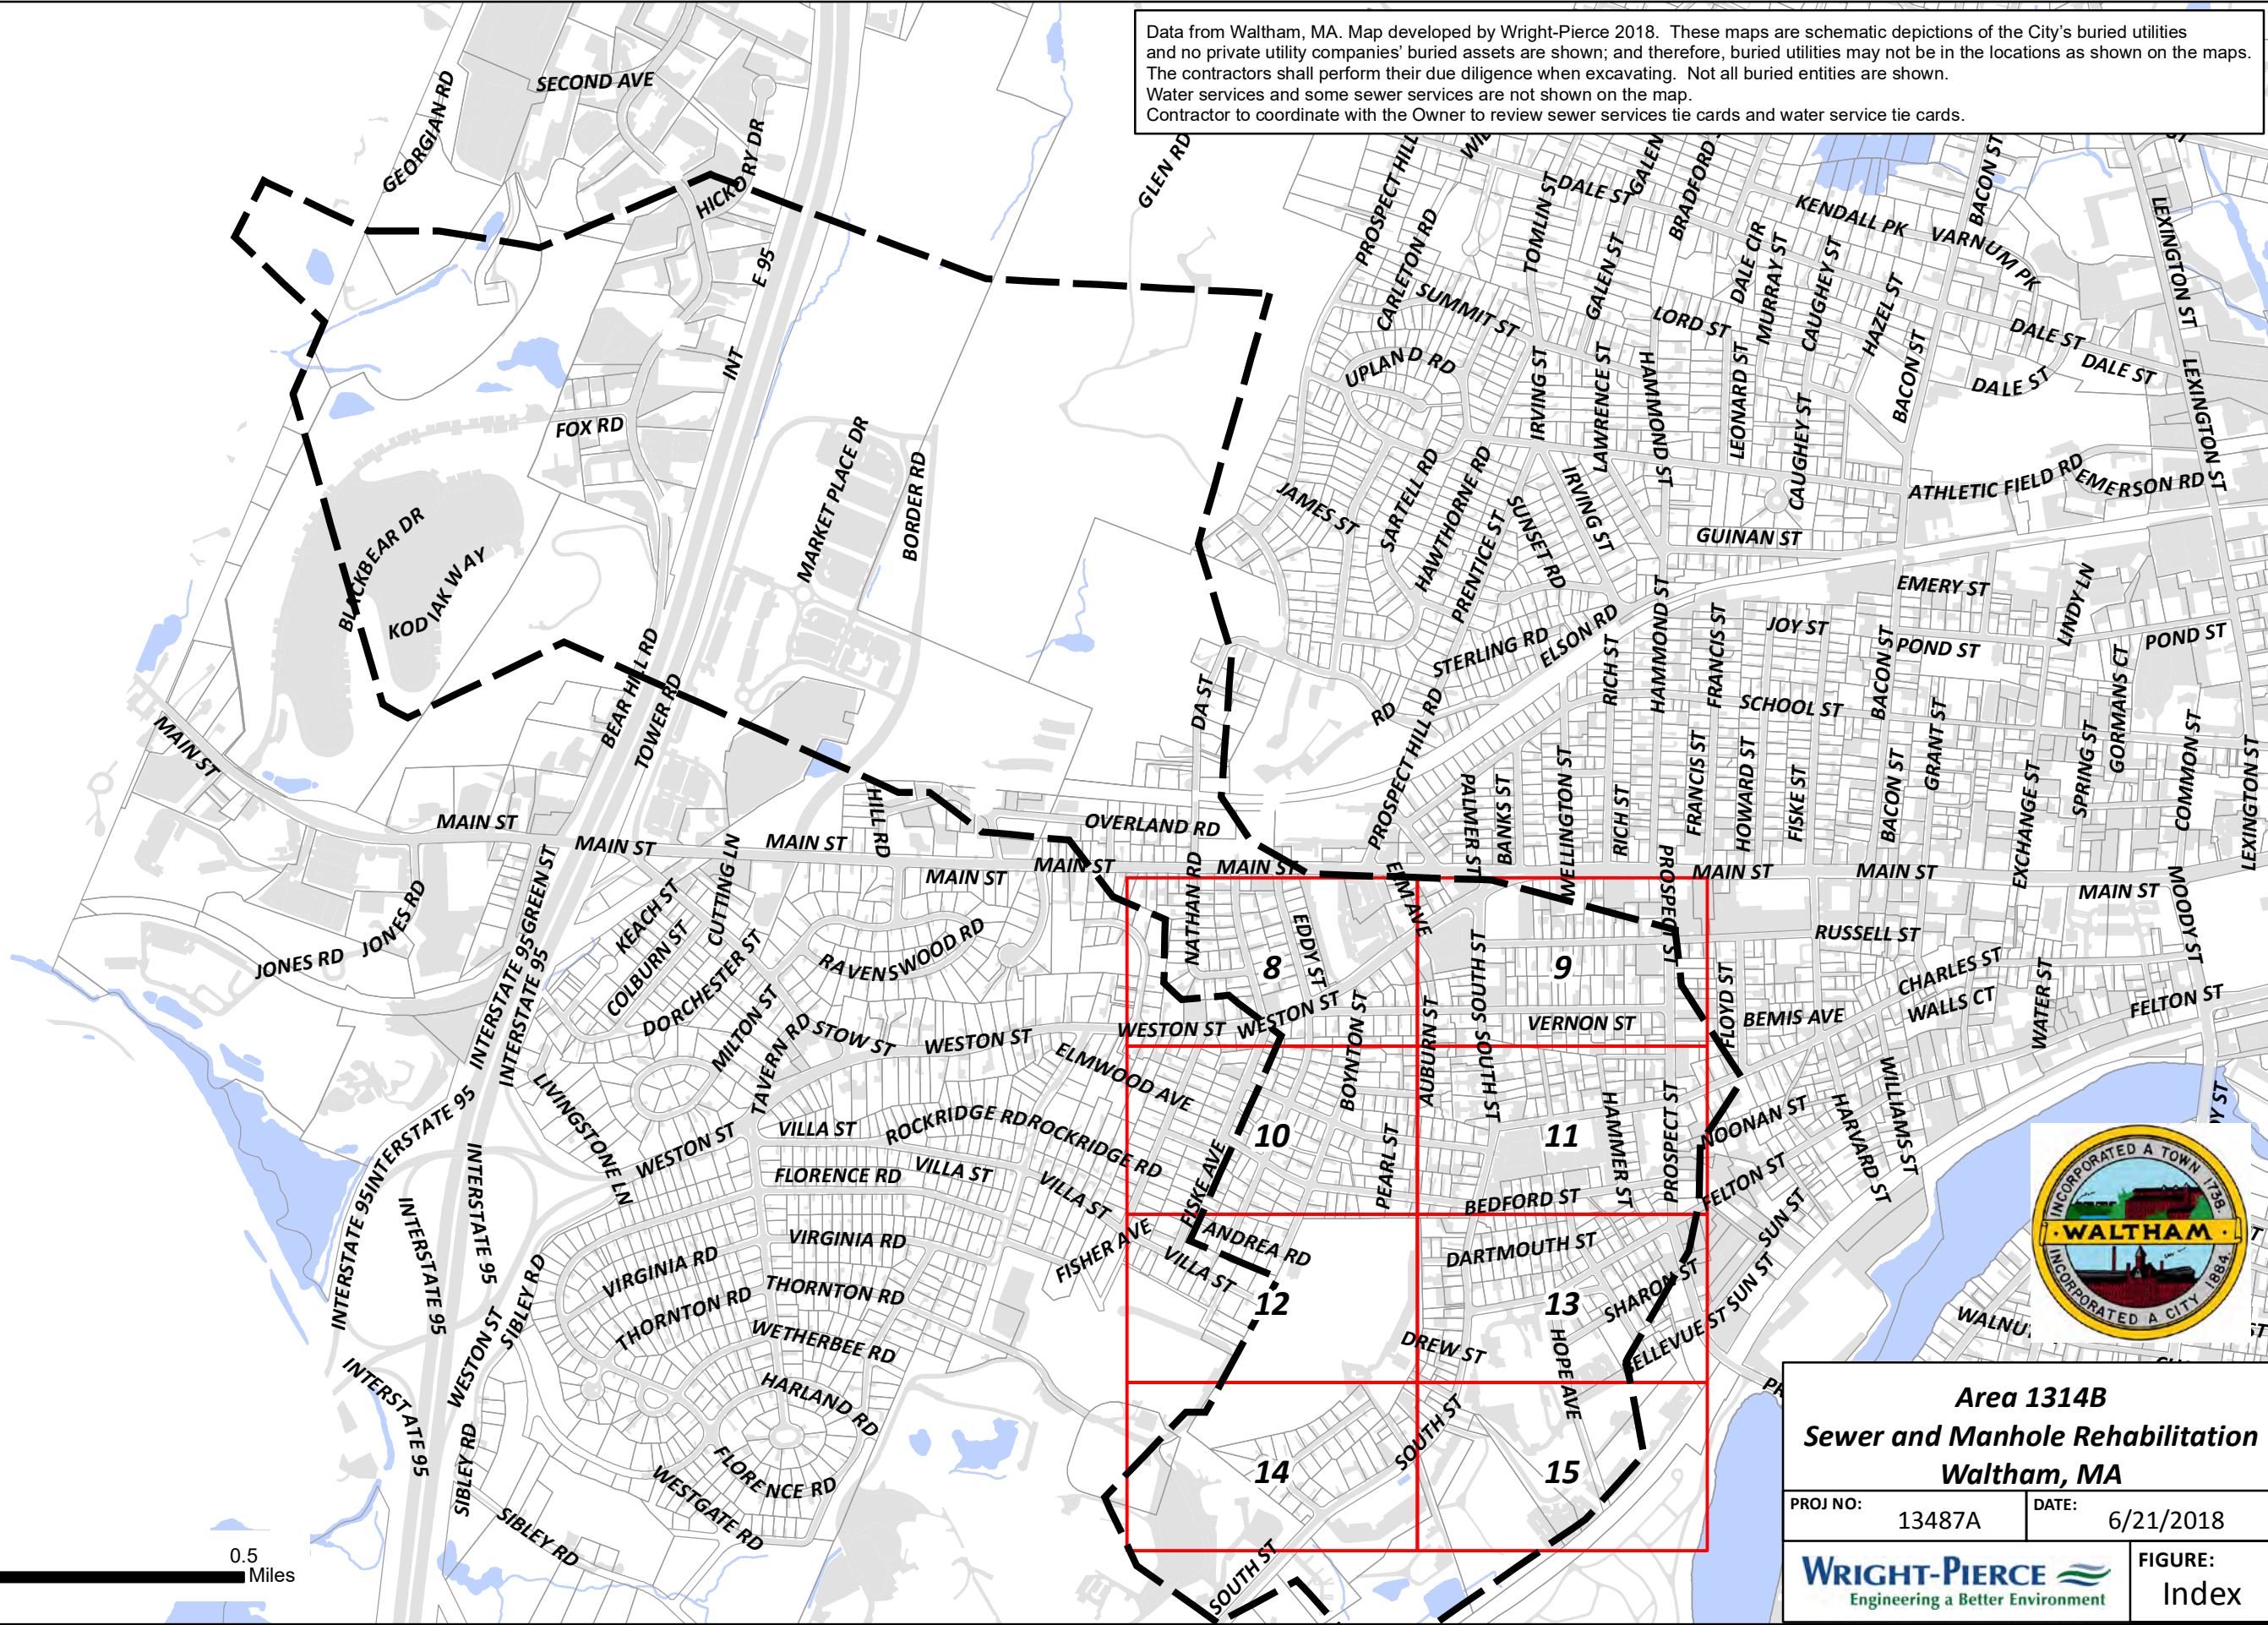 Data from Waltham, MA. Map developed by Wright-Pierce 2018. These maps are schematic depictions of the City's buried utilities
and no private utility companies' buried assets are shown; and therefore, buried utilities may not be in the locations as shown on the maps.
The contractors shall perform their due diligence when excavating. Not all buried entities are shown.
Water services and some sewer services are not shown on the map.
Contractor to coordinate with the Owner to review sewer services tie cards and water service tie cards.
SECOND AVE
GEORGIAN RD
HICKORY DR
GLEN RD
PROSPECT HILL
DALE ST
GALEN
BRADFORD
BACON ST
TOMLIN ST
KENDALL PK
VARNUM PK
LEXINGTON ST
CARLETON RD
GALEN ST
DALE CIR
MURRAY ST
CAUGHEY ST
HAZEL ST
E 95
INT
SUMMIT ST
LORD ST
DALE ST
DALE ST
DALE ST
LEXINGTON ST
UPLAND RD
IRVING ST
LAWRENCE ST
HAMMOND ST
LEONARD ST
BACON ST
FOX RD
MARKET PLACE DR
BORDER RD
CAUGHEY ST
JAMES ST
SARTELL RD
HAWTHORNE RD
PRENTICE ST
SUNSET RD
IRVING ST
ATHLETIC FIELD RD
EMERSON RD
GUINAN ST
BLACKBEAR DR
KODIAK WAY
EMERY ST
LINDY LN
BEAR HILL RD
TOWER RD
STERLING RD
ELSON RD
RICH ST
HAMMOND ST
FRANCIS ST
JOY ST
BACON ST
POND ST
POND ST
DA ST
RD
PROSPECT HILL RD
SCHOOL ST
GRANT ST
GORMANS CT
SPRING ST
COMMON ST
LEXINGTON ST
MAIN ST
PALMER ST
BANKS ST
WELLINGTON ST
RICH ST
FRANCIS ST
HOWARD ST
FISKE ST
BACON ST
EXCHANGE ST
MAIN ST
MAIN ST
MAIN ST
HILL RD
OVERLAND RD
MAIN ST
MAIN ST
MAIN ST
MAIN ST
MAIN ST
MAIN ST
MOODY ST
JONES RD
JONES RD
GREEN ST
INTERSTATE 95
INTERSTATE 95
KEACH ST
COLBURN ST
CUTTING LN
DORCHESTER ST
RAVENSWOOD RD
NATHAN RD
EDDY ST
ELM AVE
SOUTH ST
SOUTH ST
PROSPECT ST
RUSSELL ST
8
9
CHARLES ST
WALLS CT
WATER ST
FELTON ST
MILTON ST
TAVERN RD
STOW ST
WESTON ST
WESTON ST
WESTON ST
BOYNTON ST
AUBURN ST
VERNON ST
FLOYD ST
BEMIS AVE
ELMWOOD AVE
LIVINGSTONE LN
WESTON ST
VILLA ST
ROCKRIDGE RD
ROCKRIDGE RD
FISKE AVE
10
PEARL ST
SOUTH ST
11
HAMMER ST
PROSPECT ST
NOONAN ST
HARVARD ST
WILLIAMS ST
INTERSTATE 95
INTERSTATE 95
INTERSTATE 95
INTERSTATE 95
FLORENCE RD
VILLA ST
VILLA ST
BEDFORD ST
FELTON ST
SUN ST
VIRGINIA RD
VIRGINIA RD
FISHER AVE
VILLA ST
ANDREA RD
DARTMOUTH ST
THORNTON RD
THORNTON RD
WETHERBEE RD
12
13
SHARON ST
SUN ST
BELLEVUE ST
DREW ST
HOPE AVE
SIBLEY RD
WESTON ST
INTERSTATE 95
HARLAND RD
FLORENCE RD
WESTGATE RD
SIBLEY RD
SIBLEY RD
SOUTH ST
14
15
SOUTH ST
INCORPORATED A TOWN 1738.
WALTHAM
INCORPORATED A CITY 1884.
0.5
Miles
Area 1314B
Sewer and Manhole Rehabilitation
Waltham, MA
PROJ NO: 13487A
DATE: 6/21/2018
WRIGHT-PIERCE
Engineering a Better Environment
FIGURE:
Index